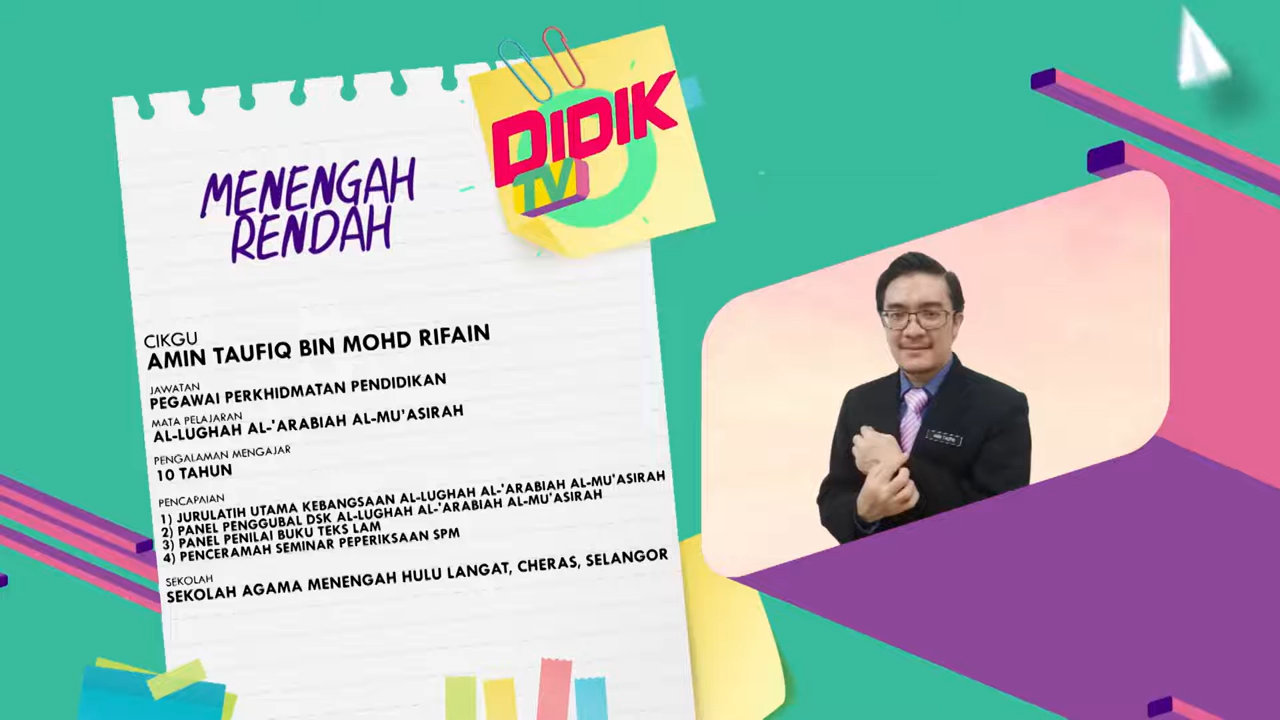 DIDIK
TV
MENENGAH
RENDAH
CIKGU
AMIN TAUFIQ BIN MOHD RIFAIN
JAWATAN
PEGAWAI PERKHIDMATAN PENDIDIKAN
MATA PELAJARAN
AL-LUGHAH AL-'ARABIAH AL-MU'ASIRAH
PENGALAMAN MENGAJAR
10 TAHUN
PENCAPAIAN
1) JURULATIH UTAMA KEBANGSAAN AL-LUGHAH AL-'ARABIAH AL-MU'ASIRAH
2) PANEL PENGGUBAL DSK AL-LUGHAH AL-'ARABIAH AL-MU'ASIRAH
3) PANEL PENILAI BUKU TEKS LAM
4) PENCERAMAH SEMINAR PEPERIKSAAN SPM
SEKOLAH
SEKOLAH AGAMA MENENGAH HULU LANGAT, CHERAS, SELANGOR